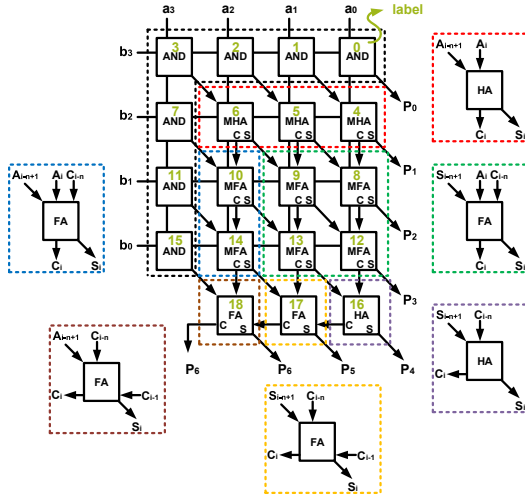 a₃ a₂ a₁ a₀ label
b₃ 3 AND 2 AND 1 AND 0 AND
P₀
b₂ 7 AND 6 MHA C S 5 MHA C S 4 MHA C S
P₁
b₁ 11 AND 10 MFA C S 9 MFA C S 8 MFA C S
P₂
b₀ 15 AND 14 MFA C S 13 MFA C S 12 MFA C S
P₃
18 FA C S 17 FA C S 16 HA C S
P₆ P₆ P₅ P₄
Aᵢ₋ₙ₊₁ Aᵢ
HA
Cᵢ Sᵢ
Aᵢ₋ₙ₊₁ Aᵢ Cᵢ₋ₙ
FA
Cᵢ Sᵢ
Sᵢ₋ₙ₊₁ Aᵢ Cᵢ₋ₙ
FA
Cᵢ Sᵢ
Sᵢ₋ₙ₊₁ Cᵢ₋ₙ
Cᵢ HA
Sᵢ
Aᵢ₋ₙ₊₁ Cᵢ₋ₙ
Cᵢ FA Cᵢ₋₁
Sᵢ
Sᵢ₋ₙ₊₁ Cᵢ₋ₙ
Cᵢ FA Cᵢ₋₁
Sᵢ